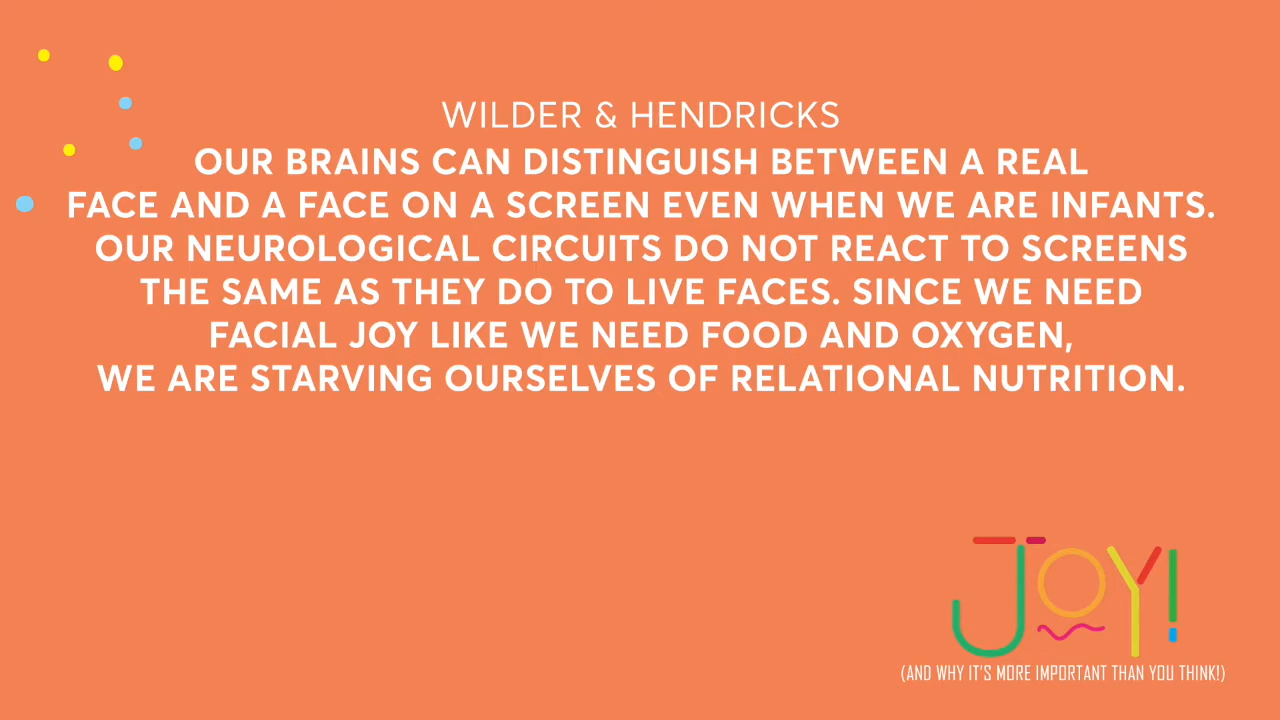 WILDER & HENDRICKS
OUR BRAINS CAN DISTINGUISH BETWEEN A REAL
FACE AND A FACE ON A SCREEN EVEN WHEN WE ARE INFANTS.
OUR NEUROLOGICAL CIRCUITS DO NOT REACT TO SCREENS
THE SAME AS THEY DO TO LIVE FACES. SINCE WE NEED
FACIAL JOY LIKE WE NEED FOOD AND OXYGEN,
WE ARE STARVING OURSELVES OF RELATIONAL NUTRITION.
JOY!
(AND WHY IT'S MORE IMPORTANT THAN YOU THINK!)